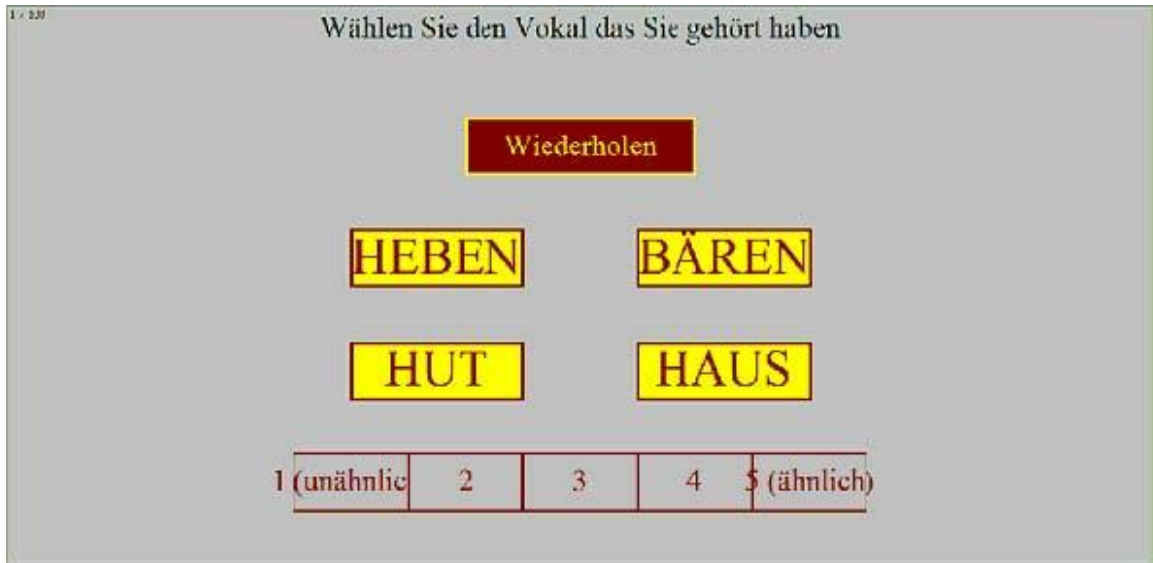 Wählen Sie den Vokal das Sie gehört haben
Wiederholen
HEBEN BÄREN
HUT HAUS
1 (unähnlic 2 3 4 5 (ähnlich)